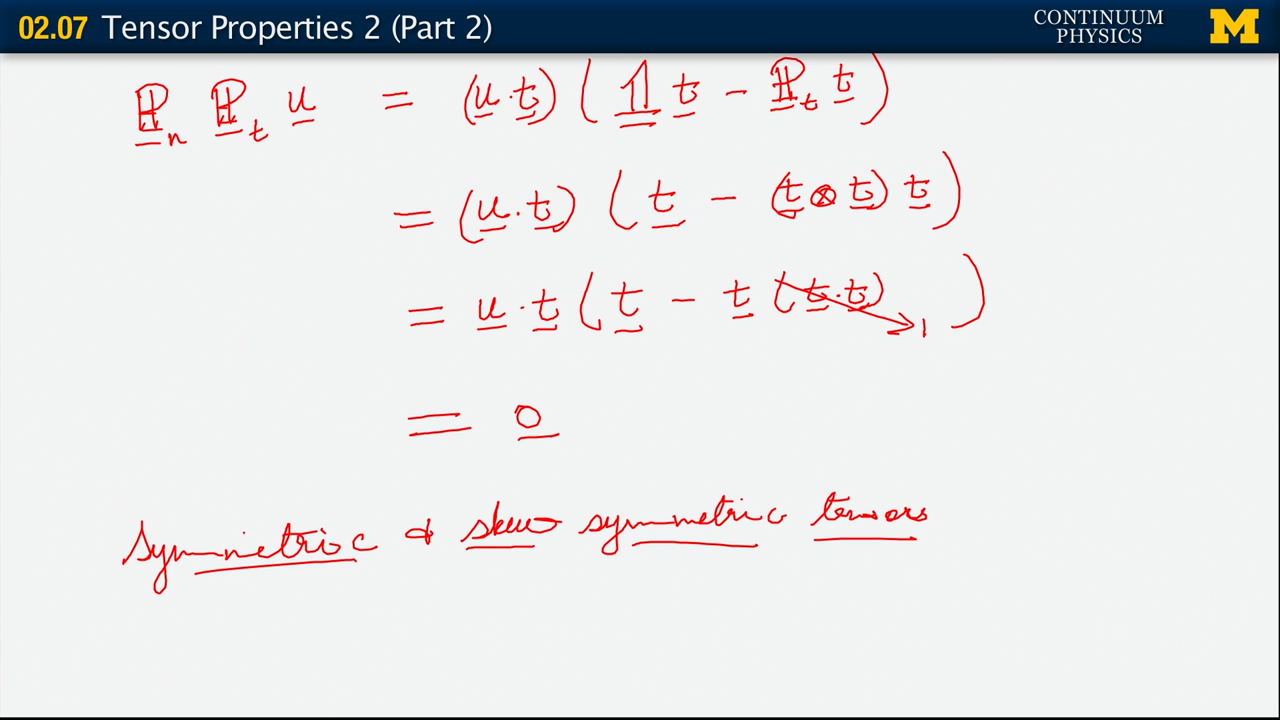 02.07 Tensor Properties 2 (Part 2)
CONTINUUM
PHYSICS
M
ℙₙ ℙₜ u = (u · t) ( 𝟙 t - ℙₜ t )
= (u · t) ( t - (t ⊗ t) t )
= u · t ( t - t (t · t) → 1 )
= 0
Symmetric & skew symmetric tensors